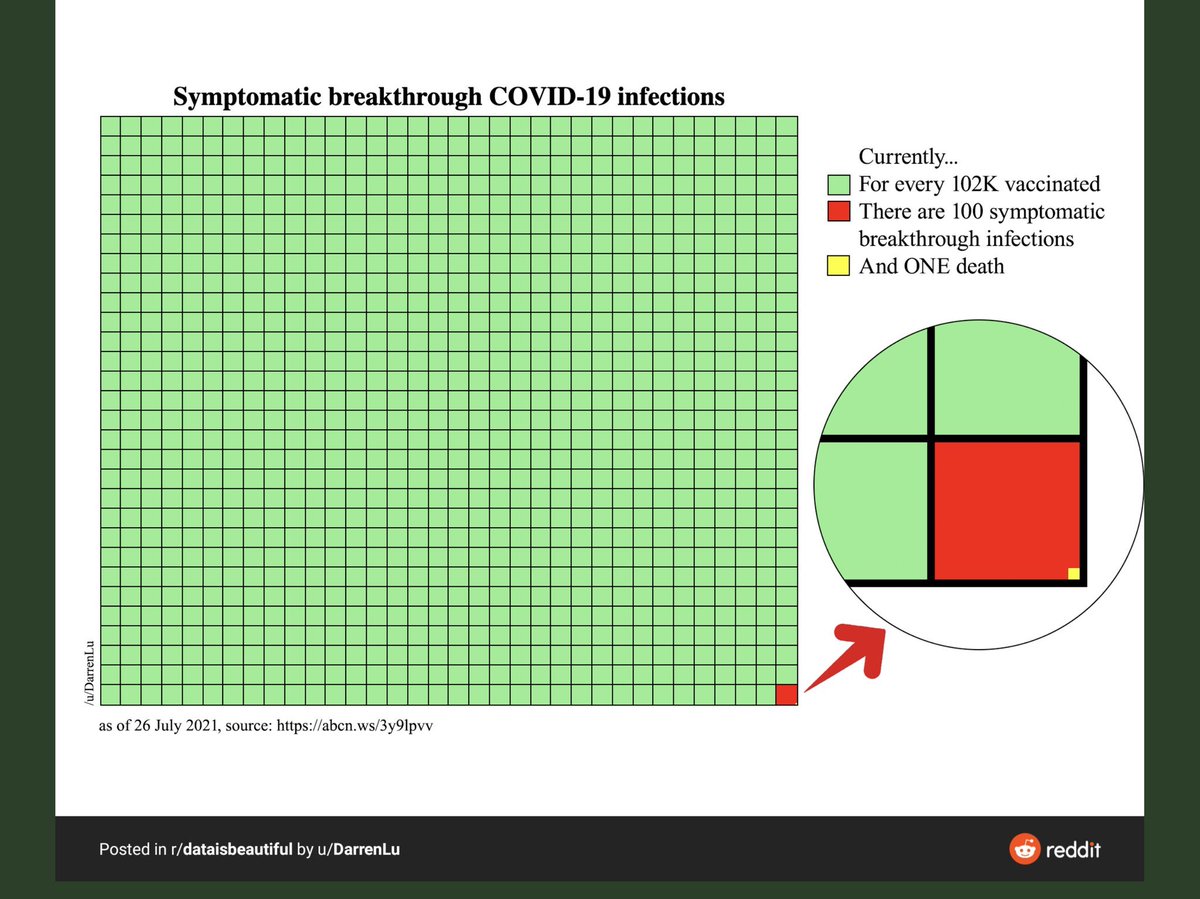 Symptomatic breakthrough COVID-19 infections
Currently...
For every 102K vaccinated
There are 100 symptomatic
breakthrough infections
And ONE death
/u/DarrenLu
as of 26 July 2021, source: https://abcn.ws/3y9lpvv
Posted in r/dataisbeautiful by u/DarrenLu
reddit